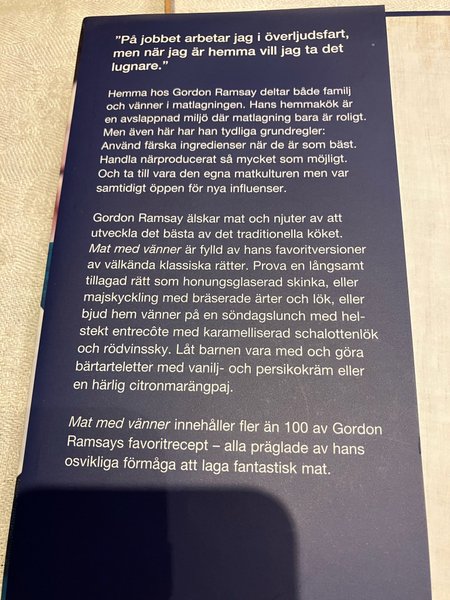 "På jobbet arbetar jag i överljudsfart,
men när jag är hemma vill jag ta det
lugnare."
Hemma hos Gordon Ramsay deltar både familj
och vänner i matlagningen. Hans hemmakök är
en avslappnad miljö där matlagning bara är roligt.
Men även här har han tydliga grundregler:
Använd färska ingredienser när de är som bäst.
Handla närproducerat så mycket som möjligt.
Och ta till vara den egna matkulturen men var
samtidigt öppen för nya influenser.
Gordon Ramsay älskar mat och njuter av att
utveckla det bästa av det traditionella köket.
Mat med vänner är fylld av hans favoritversioner
av välkända klassiska rätter. Prova en långsamt
tillagad rätt som honungsglaserad skinka, eller
majskyckling med bräserade ärter och lök, eller
bjud hem vänner på en söndagslunch med hel-
stekt entrecôte med karamelliserad schalottenlök
och rödvinssky. Låt barnen vara med och göra
bärtarteletter med vanilj- och persikokräm eller
en härlig citronmarängpaj.
Mat med vänner innehåller fler än 100 av Gordon
Ramsays favoritrecept – alla präglade av hans
osvikliga förmåga att laga fantastisk mat.